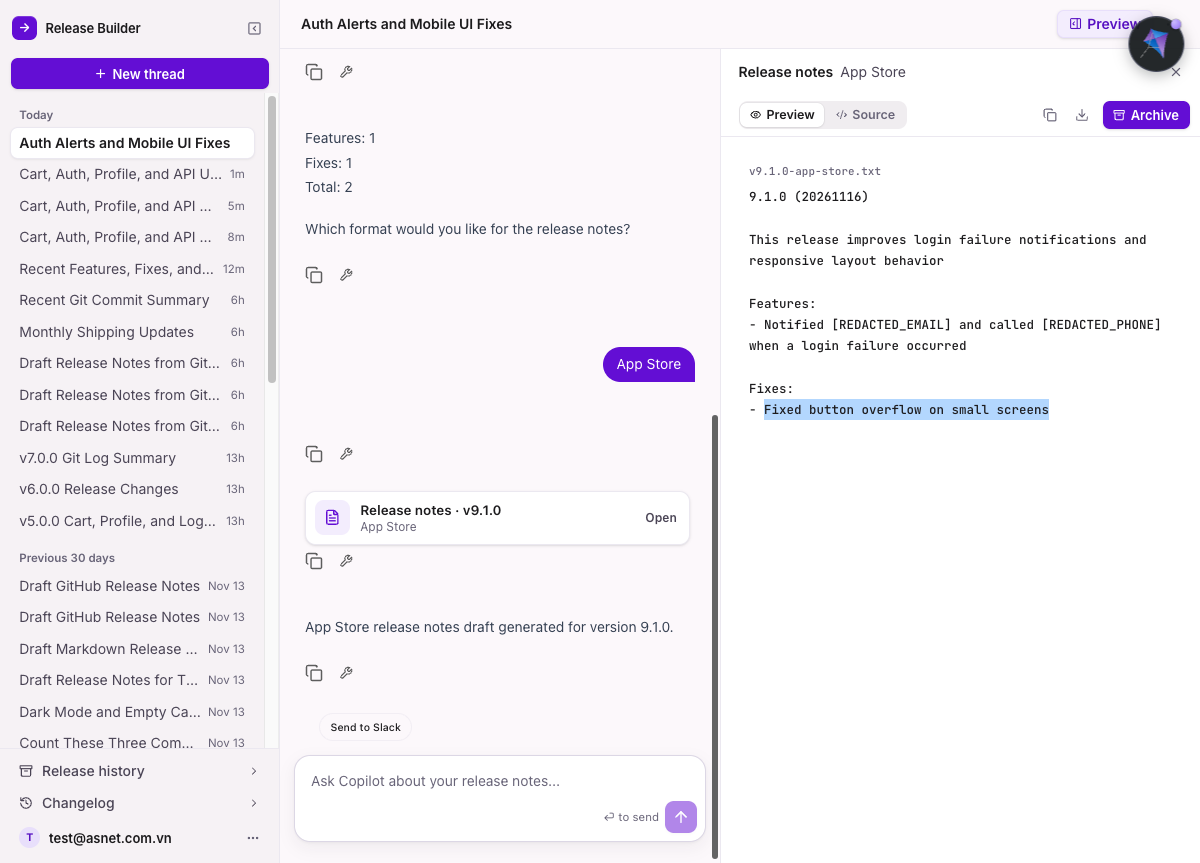 Release Builder
New thread
Today
Auth Alerts and Mobile UI Fixes
Cart, Auth, Profile, and API U... 1m
Cart, Auth, Profile, and API ... 5m
Cart, Auth, Profile, and API ... 8m
Recent Features, Fixes, and... 12m
Recent Git Commit Summary 6h
Monthly Shipping Updates 6h
Draft Release Notes from Git... 6h
Draft Release Notes from Git... 6h
Draft Release Notes from Git... 6h
v7.0.0 Git Log Summary 13h
v6.0.0 Release Changes 13h
v5.0.0 Cart, Profile, and Log... 13h
Previous 30 days
Draft GitHub Release Notes Nov 13
Draft GitHub Release Notes Nov 13
Draft Markdown Release ... Nov 13
Draft Release Notes for T... Nov 13
Dark Mode and Empty Ca... Nov 13
Count These Three Com... Nov 13
Release history
Changelog
T test@asnet.com.vn
Auth Alerts and Mobile UI Fixes
Preview
Features: 1
Fixes: 1
Total: 2
Which format would you like for the release notes?
App Store
Release notes · v9.1.0
App Store
Open
App Store release notes draft generated for version 9.1.0.
Send to Slack
Ask Copilot about your release notes...
to send
Release notes App Store
Preview Source Archive
v9.1.0-app-store.txt
9.1.0 (20261116)
This release improves login failure notifications and
responsive layout behavior
Features:
- Notified [REDACTED_EMAIL] and called [REDACTED_PHONE]
when a login failure occurred
Fixes:
- Fixed button overflow on small screens